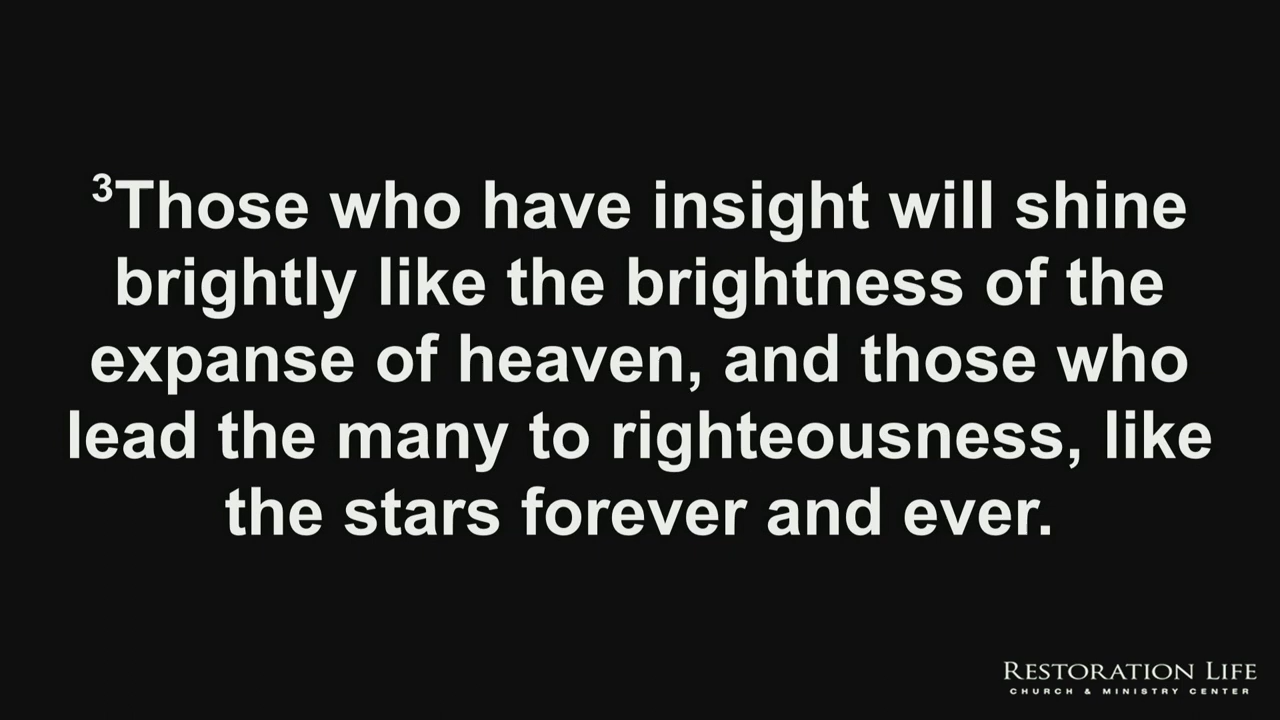 ³Those who have insight will shine
brightly like the brightness of the
expanse of heaven, and those who
lead the many to righteousness, like
the stars forever and ever.
RESTORATION LIFE
CHURCH & MINISTRY CENTER